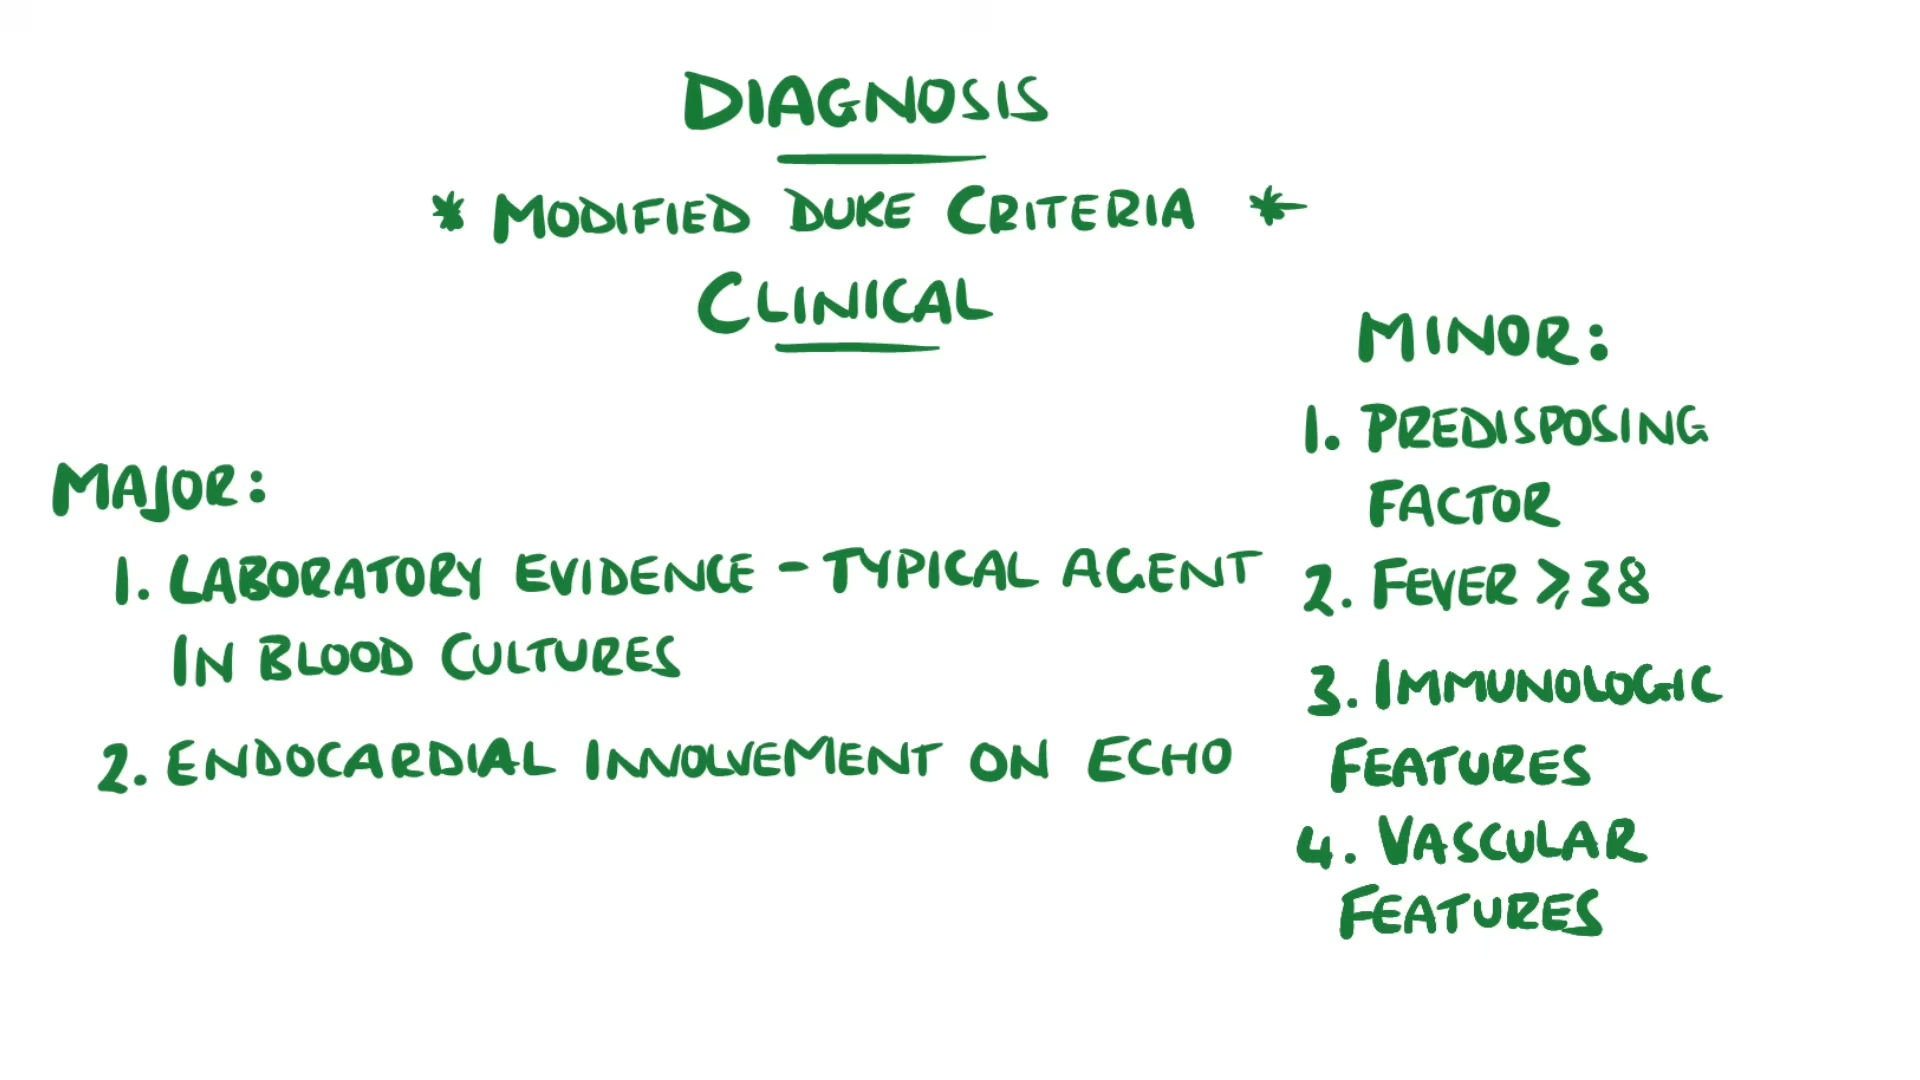 DIAGNOSIS
* MODIFIED DUKE CRITERIA *
CLINICAL
MAJOR:
1. LABORATORY EVIDENCE - TYPICAL AGENT
IN BLOOD CULTURES
2. ENDOCARDIAL INVOLVEMENT ON ECHO
MINOR:
1. PREDISPOSING
FACTOR
2. FEVER ⩾38
3. IMMUNOLOGIC
FEATURES
4. VASCULAR
FEATURES